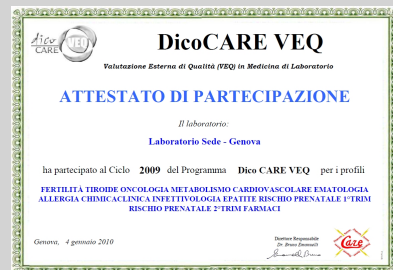 dico
CARE
VEQ
DicoCARE VEQ
Valutazione Esterna di Qualità (VEQ) in Medicina di Laboratorio
ATTESTATO DI PARTECIPAZIONE
Il laboratorio:
Laboratorio Sede - Genova
ha partecipato al Ciclo 2009 del Programma Dico CARE VEQ per i profili
FERTILITÀ TIROIDE ONCOLOGIA METABOLISMO CARDIOVASCOLARE EMATOLOGIA
ALLERGIA CHIMICACLINICA INFETTIVOLOGIA EPATITE RISCHIO PRENATALE 1°TRIM
RISCHIO PRENATALE 2°TRIM FARMACI
Genova, 4 gennaio 2010
Direttore Responsabile
Dr. Bruno Emanuelli
Care